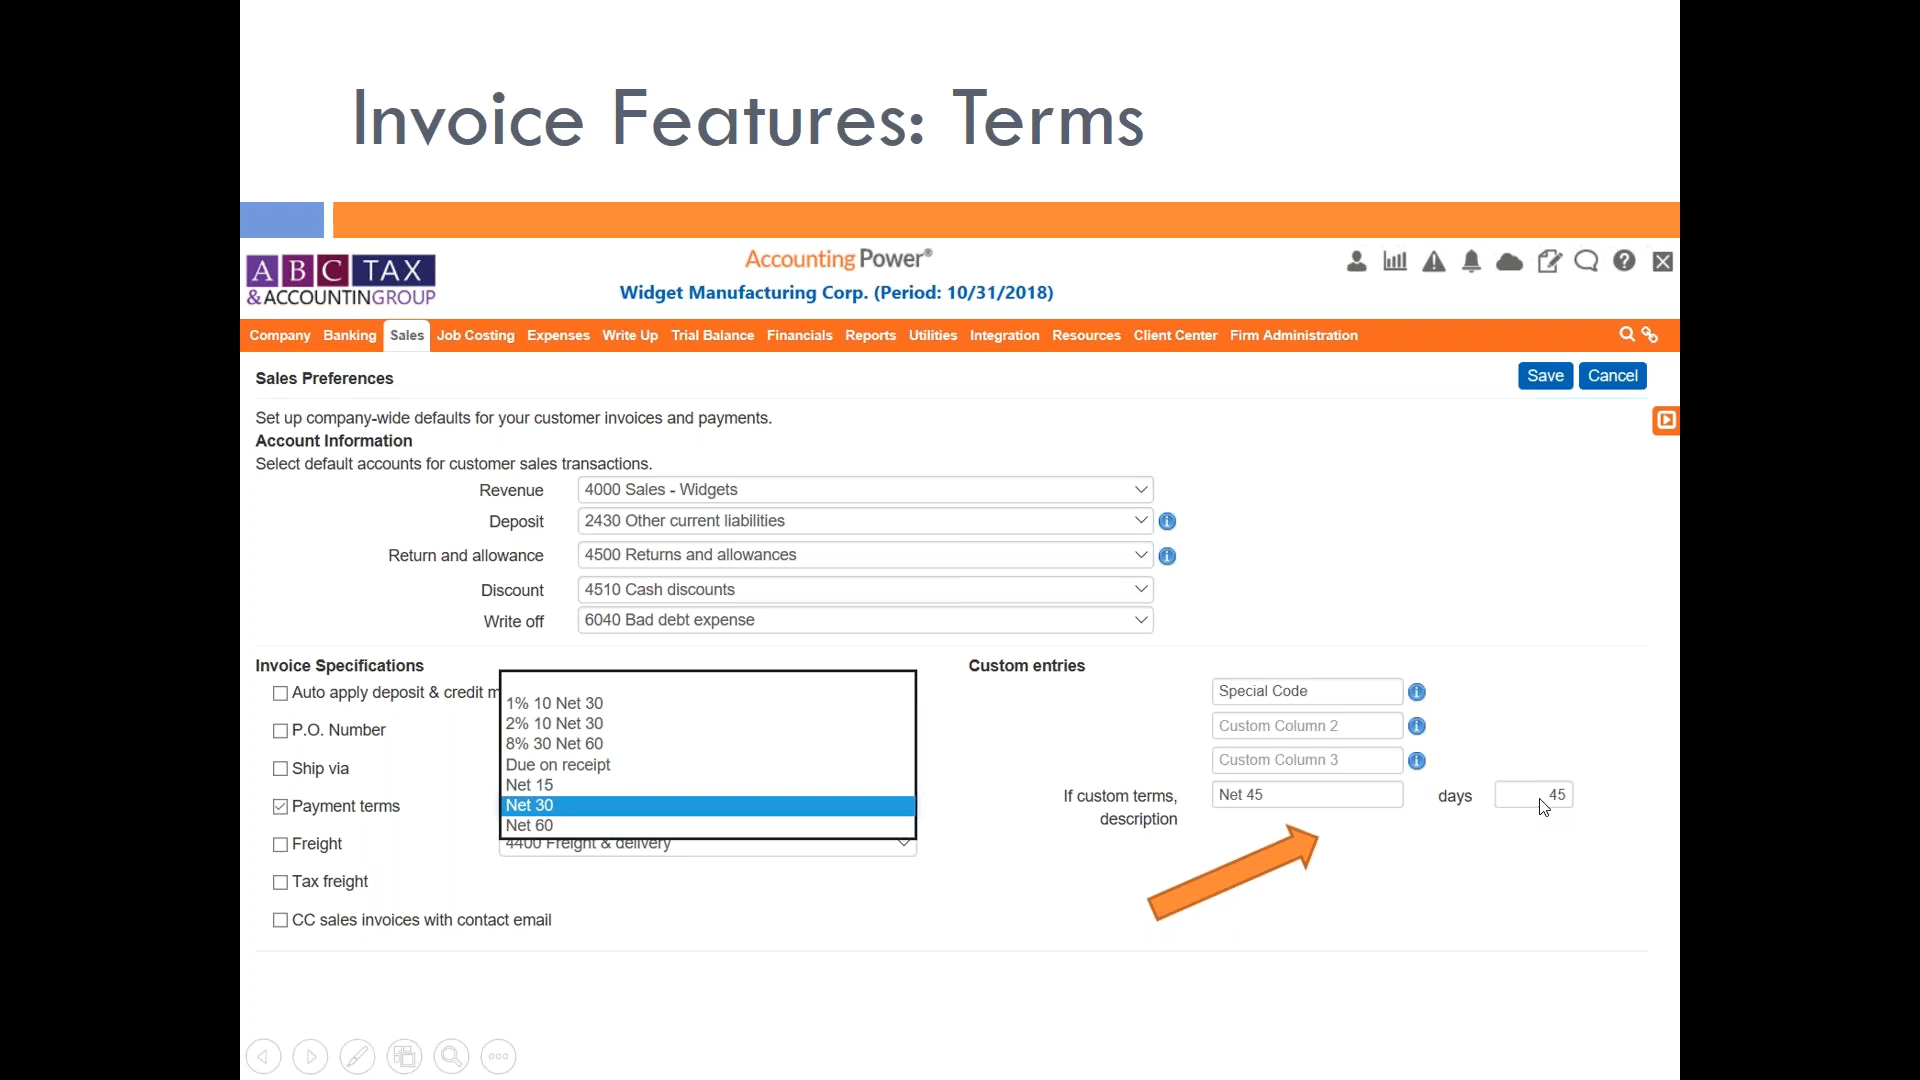 Invoice Features: Terms
ABC TAX
&ACCOUNTINGGROUP
Accounting Power®
Widget Manufacturing Corp. (Period: 10/31/2018)
Company Banking Sales Job Costing Expenses Write Up Trial Balance Financials Reports Utilities Integration Resources Client Center Firm Administration
Sales Preferences
Save Cancel
Set up company-wide defaults for your customer invoices and payments.
Account Information
Select default accounts for customer sales transactions.
Revenue 4000 Sales - Widgets
Deposit 2430 Other current liabilities
Return and allowance 4500 Returns and allowances
Discount 4510 Cash discounts
Write off 6040 Bad debt expense
Invoice Specifications
Auto apply deposit & credit m
P.O. Number
Ship via
Payment terms
Freight
Tax freight
CC sales invoices with contact email
1% 10 Net 30
2% 10 Net 30
8% 30 Net 60
Due on receipt
Net 15
Net 30
Net 60
4400 Freight & delivery
Custom entries
Special Code
Custom Column 2
Custom Column 3
If custom terms, description
Net 45 days 45